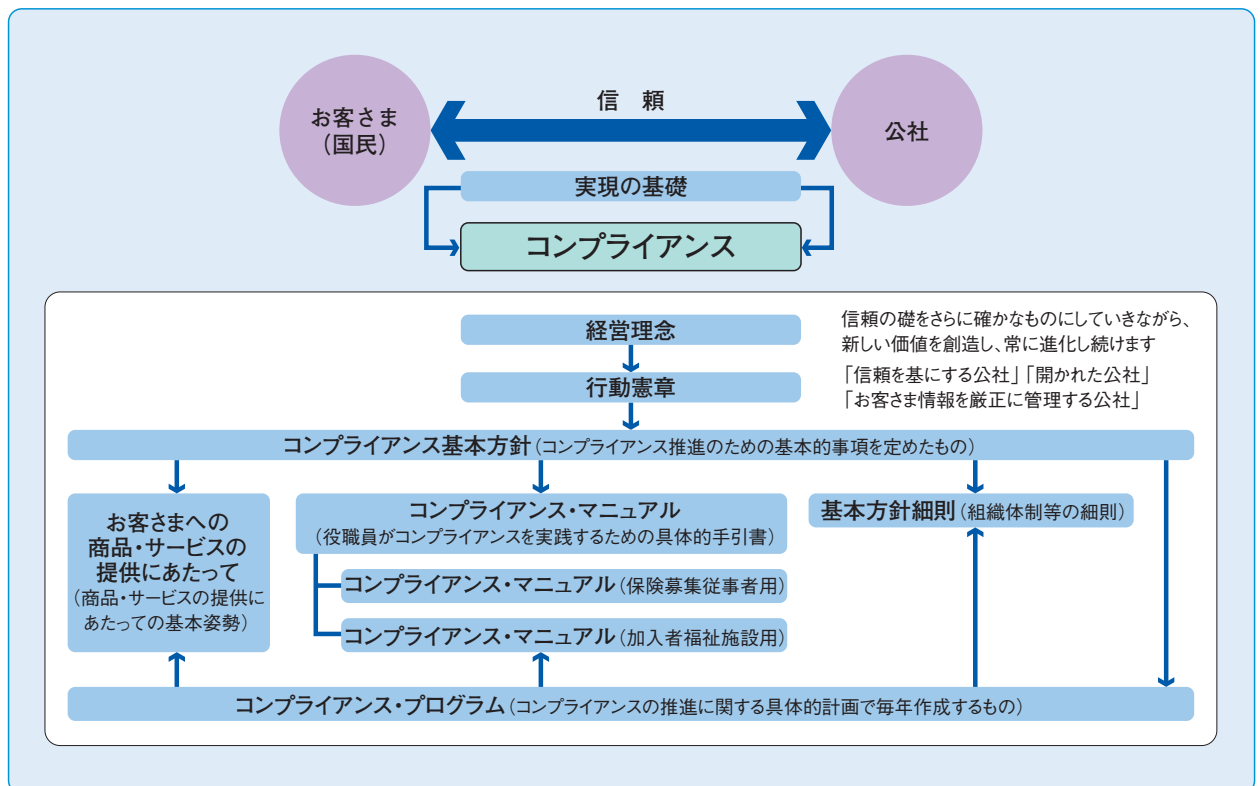 信　頼
お客さま
（国民）
公社
実現の基礎
コンプライアンス
経営理念
信頼の礎をさらに確かなものにしていきながら、
新しい価値を創造し、常に進化し続けます
行動憲章
「信頼を基にする公社」「開かれた公社」
「お客さま情報を厳正に管理する公社」
コンプライアンス基本方針（コンプライアンス推進のための基本的事項を定めたもの）
お客さまへの
商品・サービスの
提供にあたって
（商品・サービスの提供に
あたっての基本姿勢）
コンプライアンス・マニュアル
（役職員がコンプライアンスを実践するための具体的手引書）
コンプライアンス・マニュアル（保険募集従事者用）
コンプライアンス・マニュアル（加入者福祉施設用）
基本方針細則（組織体制等の細則）
コンプライアンス・プログラム（コンプライアンスの推進に関する具体的計画で毎年作成するもの）